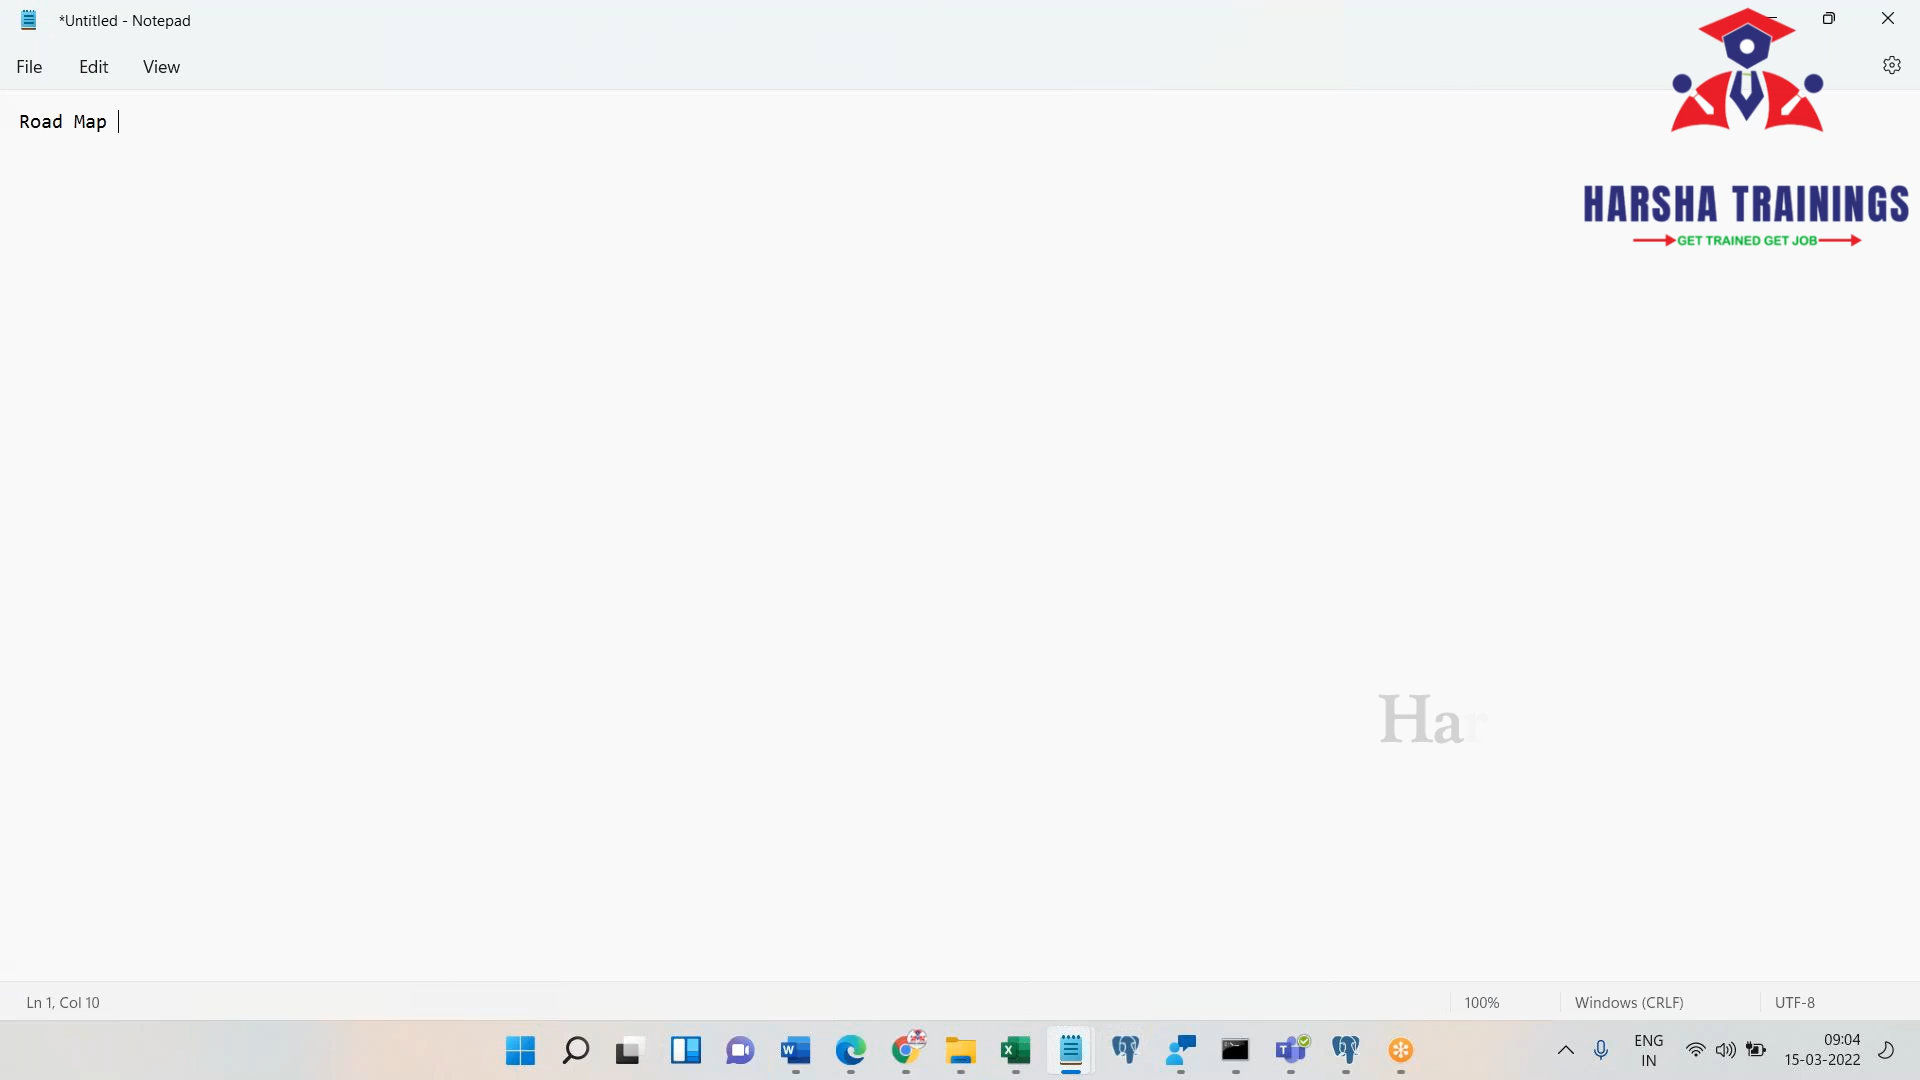 *Untitled - Notepad
File Edit View
Road Map
HARSHA TRAININGS
GET TRAINED GET JOB
Har
Ln 1, Col 10
100%
Windows (CRLF)
UTF-8
ENG
IN
09:04
15-03-2022